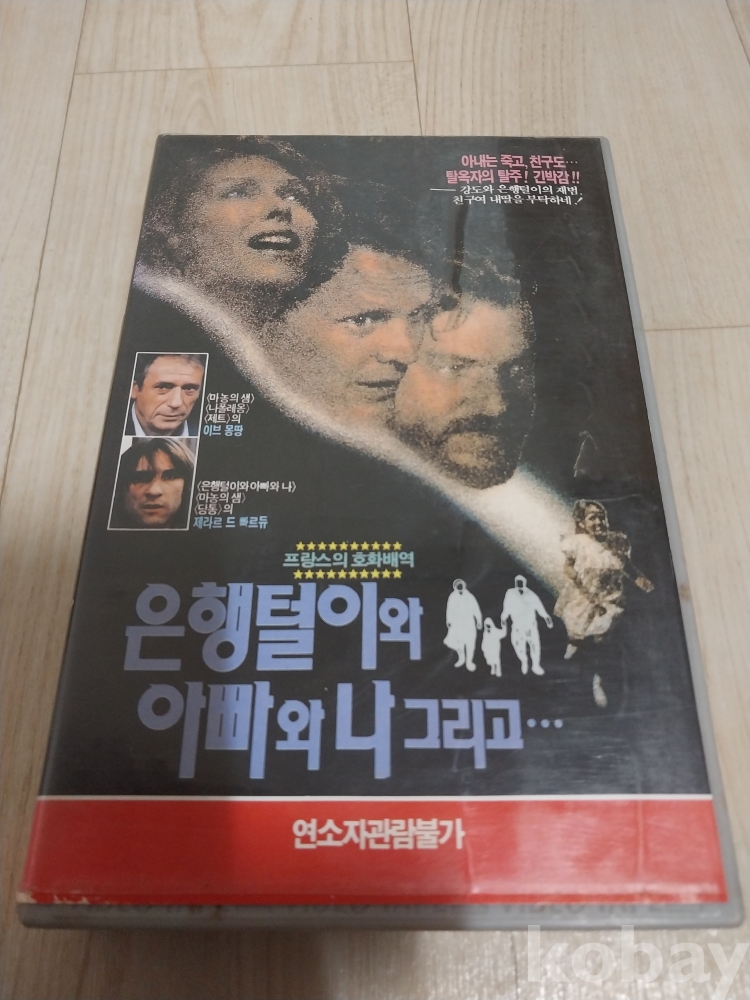 아내는 죽고, 친구도…
탈옥자의 탈주! 긴박감!!
강도와 은행털이의 재범,
친구여 내딸을 부탁하네!
〈마농의 샘〉
〈나폴레옹〉
〈제트〉의
이브 몽땅
〈은행털이와 아빠와 나〉
〈마농의 샘〉
〈당통〉의
제라르 드 빠르듀
프랑스의 호화배역
은행털이와
아빠와 나 그리고…
연소자관람불가
kobay